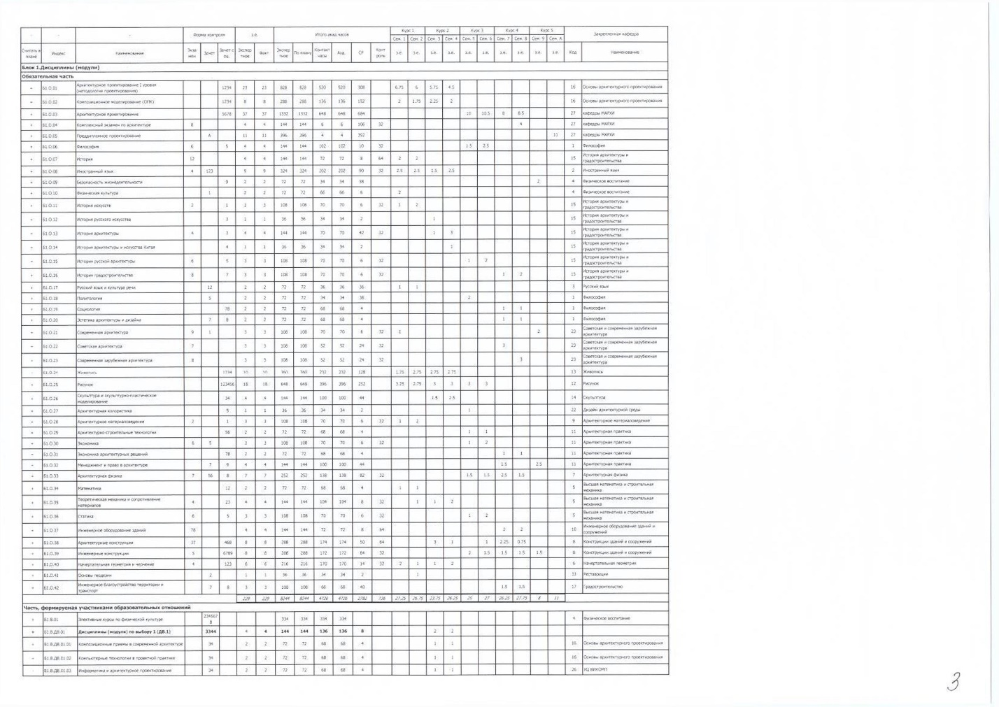 - - - Форма контроля з.е. Итого акад.часов Курс 1 Курс 2 Курс 3 Курс 4 Курс 5 Закрепленная кафедра
Сем. 1 Сем. 2 Сем. 3 Сем. 4 Сем. 5 Сем. 6 Сем. 7 Сем. 8 Сем. 9 Сем. A
Считать в плане Индекс Наименование Экза мен Зачет Зачет с оц. Экспер тное Факт Экспер тное По плану Контакт часы Ауд. СР Конт роль з.е. з.е. з.е. з.е. з.е. з.е. з.е. з.е. з.е. з.е. Код Наименование
Блок 1.Дисциплины (модули)
Обязательная часть
+ Б1.О.01 Архитектурное проектирование I уровня (методология проектирования) 1234 23 23 828 828 520 520 308 6.75 6 5.75 4.5 16 Основы архитектурного проектирования
+ Б1.О.02 Композиционное моделирование (ОПК) 1234 8 8 288 288 136 136 152 2 1.75 2.25 2 16 Основы архитектурного проектирования
+ Б1.О.03 Архитектурное проектирование 5678 37 37 1332 1332 648 648 684 10 10.5 8 8.5 27 кафедры МАРХИ
+ Б1.О.04 Комплексный экзамен по архитектуре 8 4 4 144 144 6 6 106 32 4 27 кафедры МАРХИ
+ Б1.О.05 Преддипломное проектирование A 11 11 396 396 4 4 392 11 27 кафедры МАРХИ
+ Б1.О.06 Философия 6 5 4 4 144 144 102 102 10 32 1.5 2.5 1 Философия
+ Б1.О.07 История 12 4 4 144 144 72 72 8 64 2 2 15 История архитектуры и градостроительства
+ Б1.О.08 Иностранный язык 4 123 9 9 324 324 202 202 90 32 2.5 2.5 1.5 2.5 2 Иностранный язык
+ Б1.О.09 Безопасность жизнедеятельности 9 2 2 72 72 34 34 38 2 4 Физическое воспитание
+ Б1.О.10 Физическая культура 1 2 2 72 72 66 66 6 2 4 Физическое воспитание
+ Б1.О.11 История искусств 2 1 3 3 108 108 70 70 6 32 1 2 15 История архитектуры и градостроительства
+ Б1.О.12 История русского искусства 3 1 1 36 36 34 34 2 1 15 История архитектуры и градостроительства
+ Б1.О.13 История архитектуры 4 3 4 4 144 144 70 70 42 32 1 3 15 История архитектуры и градостроительства
+ Б1.О.14 История архитектуры и искусства Китая 4 1 1 36 36 34 34 2 1 15 История архитектуры и градостроительства
+ Б1.О.15 История русской архитектуры 6 5 3 3 108 108 70 70 6 32 1 2 15 История архитектуры и градостроительства
+ Б1.О.16 История градостроительства 8 7 3 3 108 108 70 70 6 32 1 2 15 История архитектуры и градостроительства
+ Б1.О.17 Русский язык и культура речи 12 2 2 72 72 36 36 36 1 1 3 Русский язык
+ Б1.О.18 Политология 5 2 2 72 72 34 34 38 2 1 Философия
+ Б1.О.19 Социология 78 2 2 72 72 68 68 4 1 1 1 Философия
+ Б1.О.20 Эстетика архитектуры и дизайна 7 8 2 2 72 72 68 68 4 1 1 1 Философия
+ Б1.О.21 Современная архитектура 9 1 3 3 108 108 70 70 6 32 1 2 23 Советская и современная зарубежная архитектура
+ Б1.О.22 Советская архитектура 7 3 3 108 108 52 52 24 32 3 23 Советская и современная зарубежная архитектура
+ Б1.О.23 Современная зарубежная архитектура 8 3 3 108 108 52 52 24 32 3 23 Советская и современная зарубежная архитектура
+ Б1.О.24 Живопись 1234 10 10 360 360 232 232 128 1.75 2.75 2.75 2.75 13 Живопись
+ Б1.О.25 Рисунок 123456 18 18 648 648 396 396 252 3.25 2.75 3 3 3 3 12 Рисунок
+ Б1.О.26 Скульптура и скульптурно-пластическое моделирование 34 4 4 144 144 100 100 44 1.5 2.5 14 Скульптура
+ Б1.О.27 Архитектурная колористика 5 1 1 36 36 34 34 2 1 22 Дизайн архитектурной среды
+ Б1.О.28 Архитектурное материаловедение 2 1 3 3 108 108 70 70 6 32 1 2 9 Архитектурное материаловедение
+ Б1.О.29 Архитектурно-строительные технологии 56 2 2 72 72 68 68 4 1 1 11 Архитектурная практика
+ Б1.О.30 Экономика 6 5 3 3 108 108 70 70 6 32 1 2 11 Архитектурная практика
+ Б1.О.31 Экономика архитектурных решений 78 2 2 72 72 68 68 4 1 1 11 Архитектурная практика
+ Б1.О.32 Менеджмент и право в архитектуре 7 9 4 4 144 144 100 100 44 1.5 2.5 11 Архитектурная практика
+ Б1.О.33 Архитектурная физика 7 56 8 7 7 252 252 138 138 82 32 1.5 1.5 2.5 1.5 7 Архитектурная физика
+ Б1.О.34 Математика 12 2 2 72 72 68 68 4 1 1 5 Высшая математика и строительная механика
+ Б1.О.35 Теоретическая механика и сопротивление материалов 4 23 4 4 144 144 104 104 8 32 1 1 2 5 Высшая математика и строительная механика
+ Б1.О.36 Статика 6 5 3 3 108 108 70 70 6 32 1 2 5 Высшая математика и строительная механика
+ Б1.О.37 Инженерное оборудование зданий 78 4 4 144 144 72 72 8 64 2 2 10 Инженерное оборудование зданий и сооружений
+ Б1.О.38 Архитектурные конструкции 37 468 8 8 288 288 174 174 50 64 3 1 1 2.25 0.75 8 Конструкции зданий и сооружений
+ Б1.О.39 Инженерные конструкции 5 6789 8 8 288 288 172 172 84 32 2 1.5 1.5 1.5 1.5 8 Конструкции зданий и сооружений
+ Б1.О.40 Начертательная геометрия и черчение 4 123 6 6 216 216 170 170 14 32 2 1 1 2 6 Начертательная геометрия
+ Б1.О.41 Основы геодезии 2 1 1 36 36 34 34 2 1 33 Реставрации
+ Б1.О.42 Инженерное благоустройство территории и транспорт 7 8 3 3 108 108 68 68 40 1.5 1.5 17 Градостроительство
229 229 8244 8244 4726 4726 2782 736 27.25 26.75 23.75 26.25 25 27 26.25 27.75 8 11
Часть, формируемая участниками образовательных отношений
+ Б1.В.01 Элективные курсы по физической культуре 234567 8 334 334 334 334 4 Физическое воспитание
+ Б1.В.ДВ.01 Дисциплины (модули) по выбору 1 (ДВ.1) 3344 4 4 144 144 136 136 8 2 2
+ Б1.В.ДВ.01.01 Композиционные приемы в современной архитектуре 34 2 2 72 72 68 68 4 1 1 16 Основы архитектурного проектирования
+ Б1.В.ДВ.01.02 Компьютерные технологии в проектной практике 34 2 2 72 72 68 68 4 1 1 16 Основы архитектурного проектирования
- Б1.В.ДВ.01.03 Информатика и архитектурное проектирование 34 2 2 72 72 68 68 4 1 1 26 УЦ ВИКОМП
3